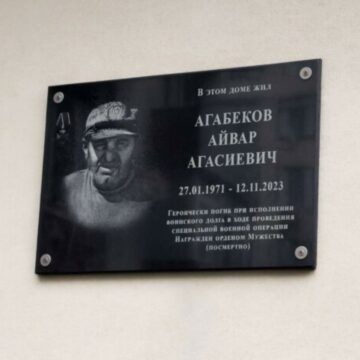 В ЭТОМ ДОМЕ ЖИЛ
АГАБЕКОВ
АЙВАР
АГАСИЕВИЧ
27.01.1971 - 12.11.2023
ГЕРОИЧЕСКИ ПОГИБ ПРИ ИСПОЛНЕНИИ
ВОИНСКОГО ДОЛГА В ХОДЕ ПРОВЕДЕНИЯ
СПЕЦИАЛЬНОЙ ВОЕННОЙ ОПЕРАЦИИ
НАГРАЖДЕН ОРДЕНОМ МУЖЕСТВА
(ПОСМЕРТНО)